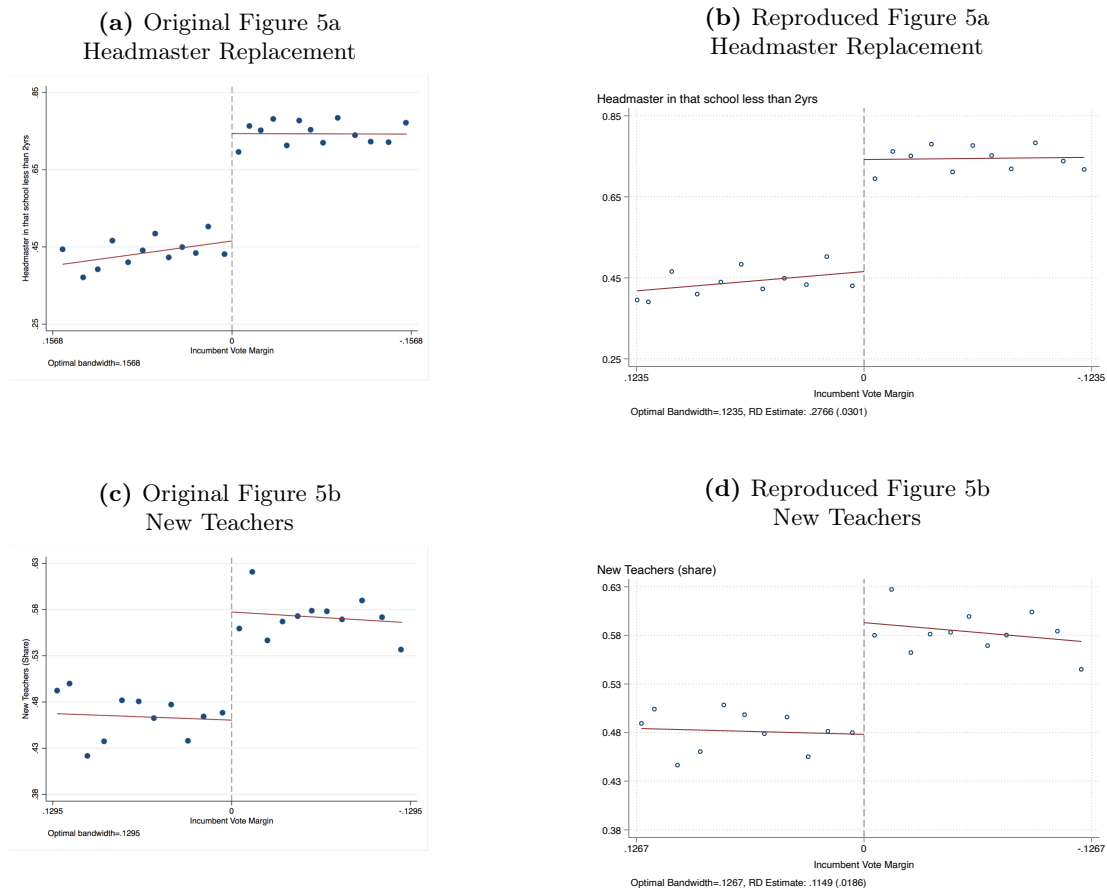 (a) Original Figure 5a
Headmaster Replacement
.85
.65
.45
.25
Headmaster in that school less than 2yrs
.1568
0
-.1568
Incumbent Vote Margin
Optimal bandwidth=.1568
(b) Reproduced Figure 5a
Headmaster Replacement
Headmaster in that school less than 2yrs
0.85
0.65
0.45
0.25
.1235
0
-.1235
Incumbent Vote Margin
Optimal Bandwidth=.1235, RD Estimate: .2766 (.0301)
(c) Original Figure 5b
New Teachers
.63
.58
.53
.48
.43
.38
New Teachers (Share)
.1295
0
-.1295
Incumbent Vote Margin
Optimal bandwidth=.1295
(d) Reproduced Figure 5b
New Teachers
New Teachers (share)
0.63
0.58
0.53
0.48
0.43
0.38
.1267
0
-.1267
Incumbent Vote Margin
Optimal Bandwidth=.1267, RD Estimate: .1149 (.0186)